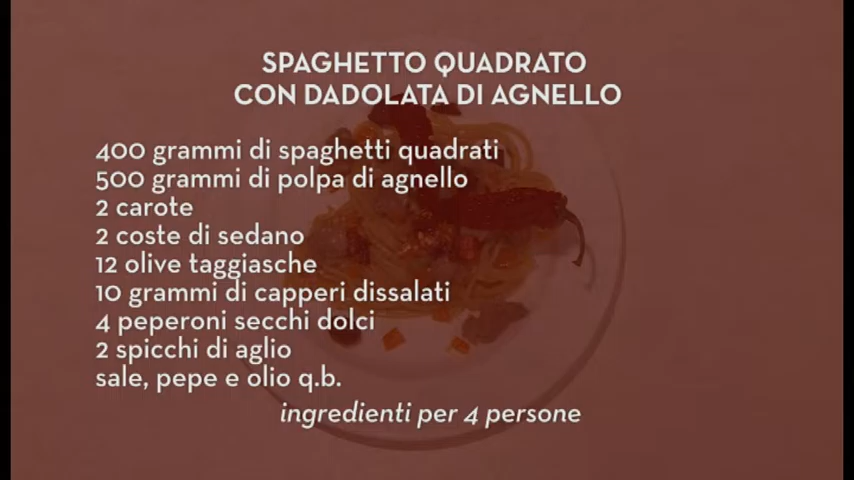 SPAGHETTO QUADRATO
CON DADOLATA DI AGNELLO
400 grammi di spaghetti quadrati
500 grammi di polpa di agnello
2 carote
2 coste di sedano
12 olive taggiasche
10 grammi di capperi dissalati
4 peperoni secchi dolci
2 spicchi di aglio
sale, pepe e olio q.b.
ingredienti per 4 persone